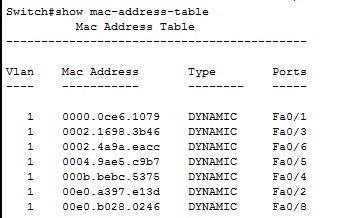 Switch#show mac-address-table
Mac Address Table
-------------------------------------------
Vlan Mac Address Type Ports
---- ----------- -------- -----
1 0000.0ce6.1079 DYNAMIC Fa0/1
1 0002.1698.3b46 DYNAMIC Fa0/3
1 0002.4a9a.eacc DYNAMIC Fa0/6
1 0004.9ae5.c9b7 DYNAMIC Fa0/5
1 000b.bebc.5375 DYNAMIC Fa0/4
1 00e0.a397.e13d DYNAMIC Fa0/2
1 00e0.b028.0246 DYNAMIC Fa0/8